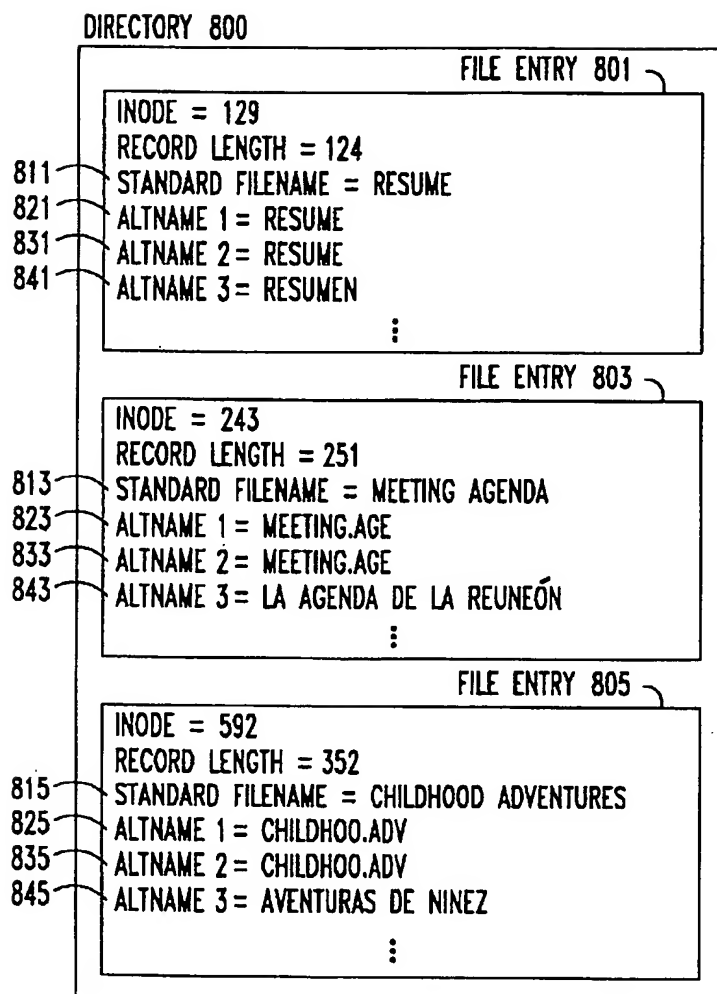 DIRECTORY 800
FILE ENTRY 801
INODE = 129
RECORD LENGTH = 124
811 STANDARD FILENAME = RESUME
821 ALTNAME 1 = RESUME
831 ALTNAME 2 = RESUME
841 ALTNAME 3 = RESUMEN
FILE ENTRY 803
INODE = 243
RECORD LENGTH = 251
813 STANDARD FILENAME = MEETING AGENDA
823 ALTNAME 1 = MEETING.AGE
833 ALTNAME 2 = MEETING.AGE
843 ALTNAME 3 = LA AGENDA DE LA REUNEÓN
FILE ENTRY 805
INODE = 592
RECORD LENGTH = 352
815 STANDARD FILENAME = CHILDHOOD ADVENTURES
825 ALTNAME 1 = CHILDHOO.ADV
835 ALTNAME 2 = CHILDHOO.ADV
845 ALTNAME 3 = AVENTURAS DE NINEZ